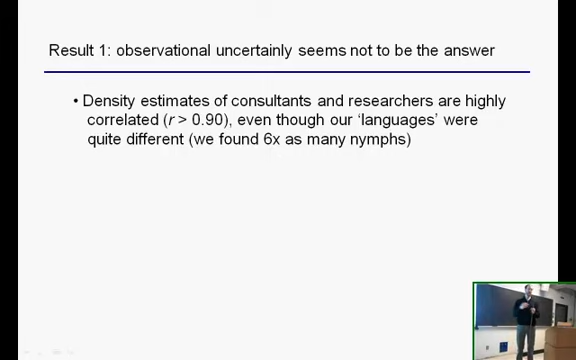 Result 1: observational uncertainly seems not to be the answer
• Density estimates of consultants and researchers are highly
correlated (r > 0.90), even though our 'languages' were
quite different (we found 6x as many nymphs)